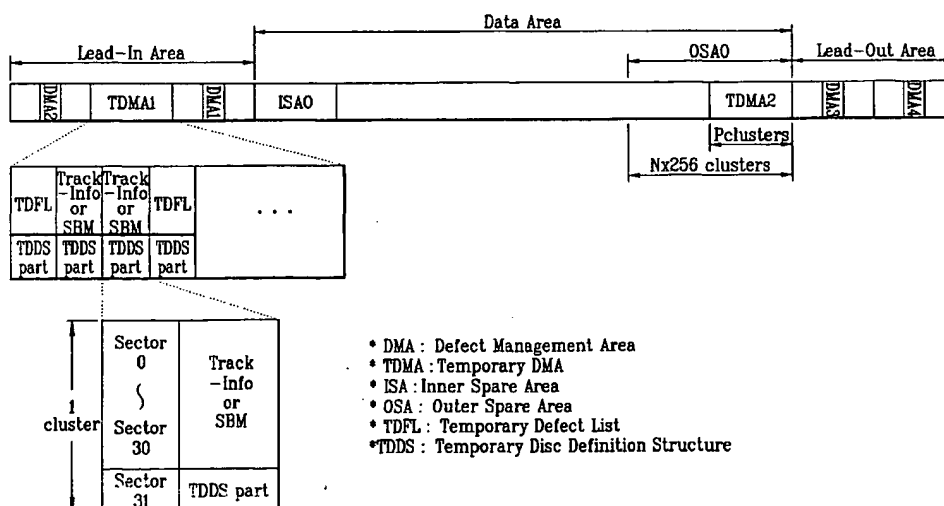 Data Area
Lead-In Area
OSA0
Lead-Out Area
DMA2
TDMA1
DMA1
ISA0
TDMA2
DMA3
DMA4
Pclusters
Nx256 clusters
TDFL
Track
-Info
or
SBM
Track
-Info
or
SBM
TDFL
. . .
TDDS
part
TDDS
part
TDDS
part
TDDS
part
1
cluster
Sector
0
∫
Sector
30
Track
-Info
or
SBM
Sector
31
TDDS part
* DMA : Defect Management Area
* TDMA : Temporary DMA
* ISA : Inner Spare Area
* OSA : Outer Spare Area
* TDFL : Temporary Defect List
*TDDS : Temporary Disc Definition Structure